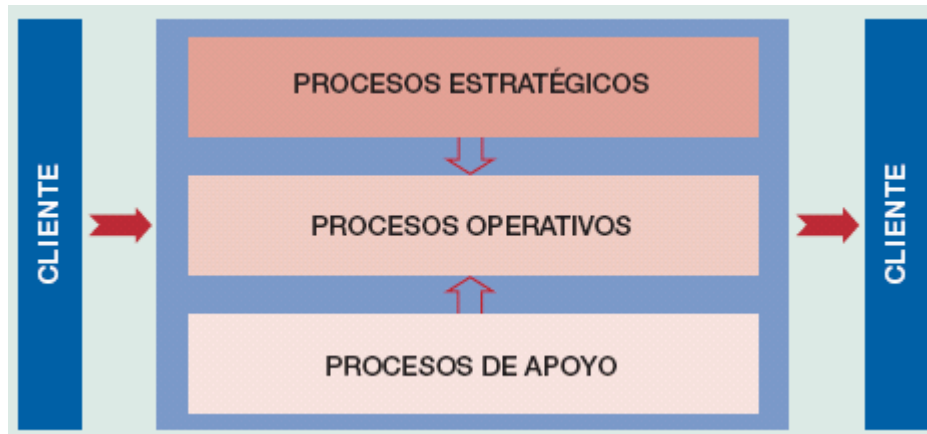 CLIENTE
PROCESOS ESTRATÉGICOS
PROCESOS OPERATIVOS
PROCESOS DE APOYO
CLIENTE